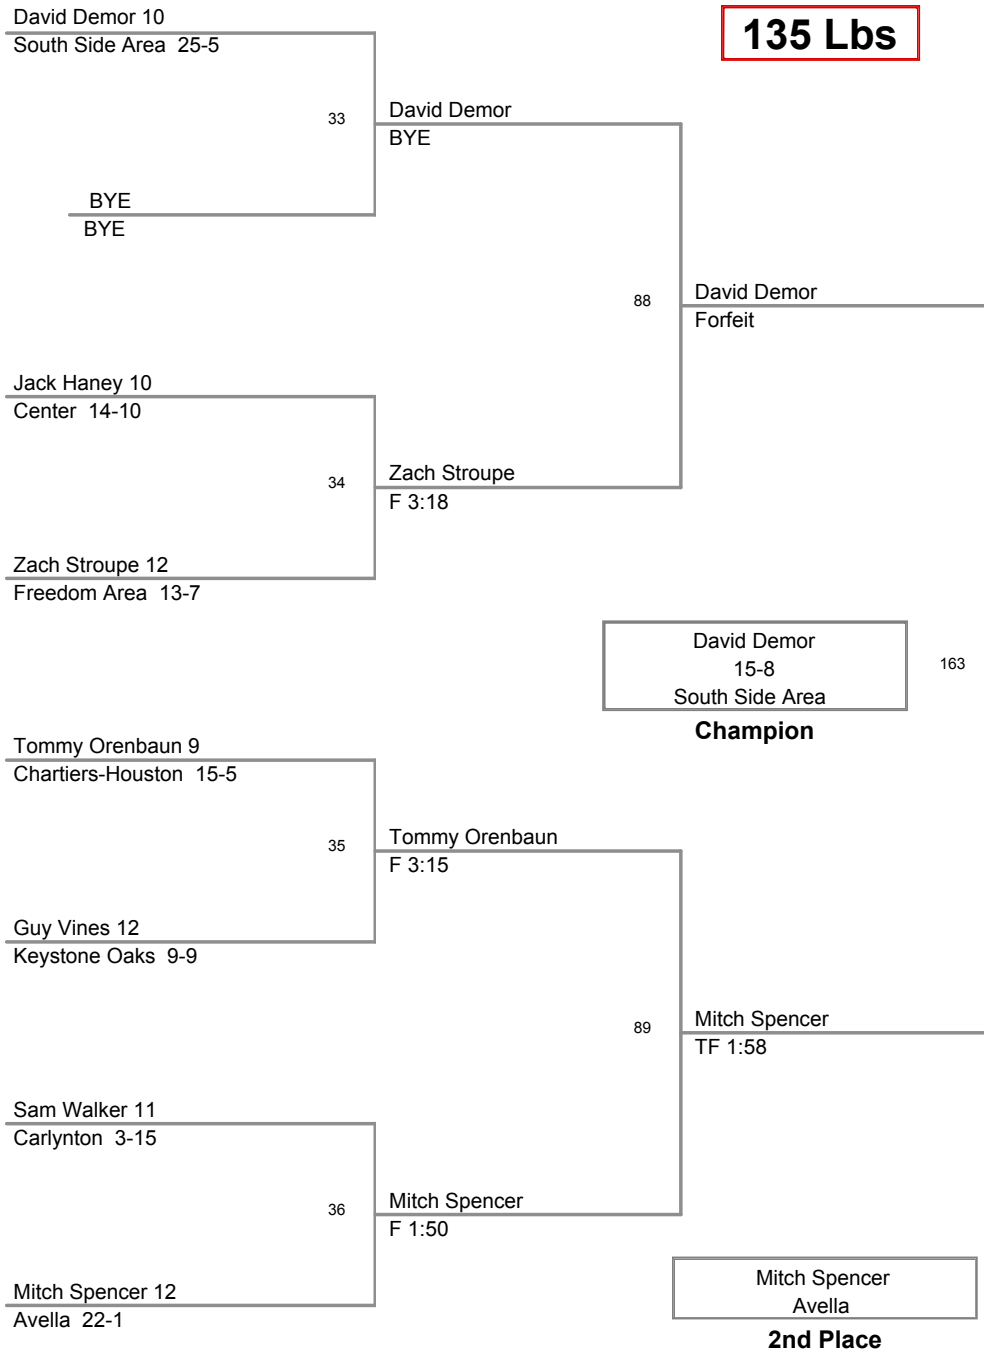 David Demor 10
135 Lbs
South Side Area  25-5
33
David Demor
BYE
BYE
BYE
88
David Demor
Forfeit
Jack Haney 10
Center  14-10
34
Zach Stroupe
F 3:18
Zach Stroupe 12
Freedom Area  13-7
David Demor
15-8
South Side Area
163
Champion
Tommy Orenbaun 9
Chartiers-Houston  15-5
35
Tommy Orenbaun
F 3:15
Guy Vines 12
Keystone Oaks  9-9
89
Mitch Spencer
TF 1:58
Sam Walker 11
Carlynton  3-15
36
Mitch Spencer
F 1:50
Mitch Spencer 12
Avella  22-1
Mitch Spencer
Avella
2nd Place